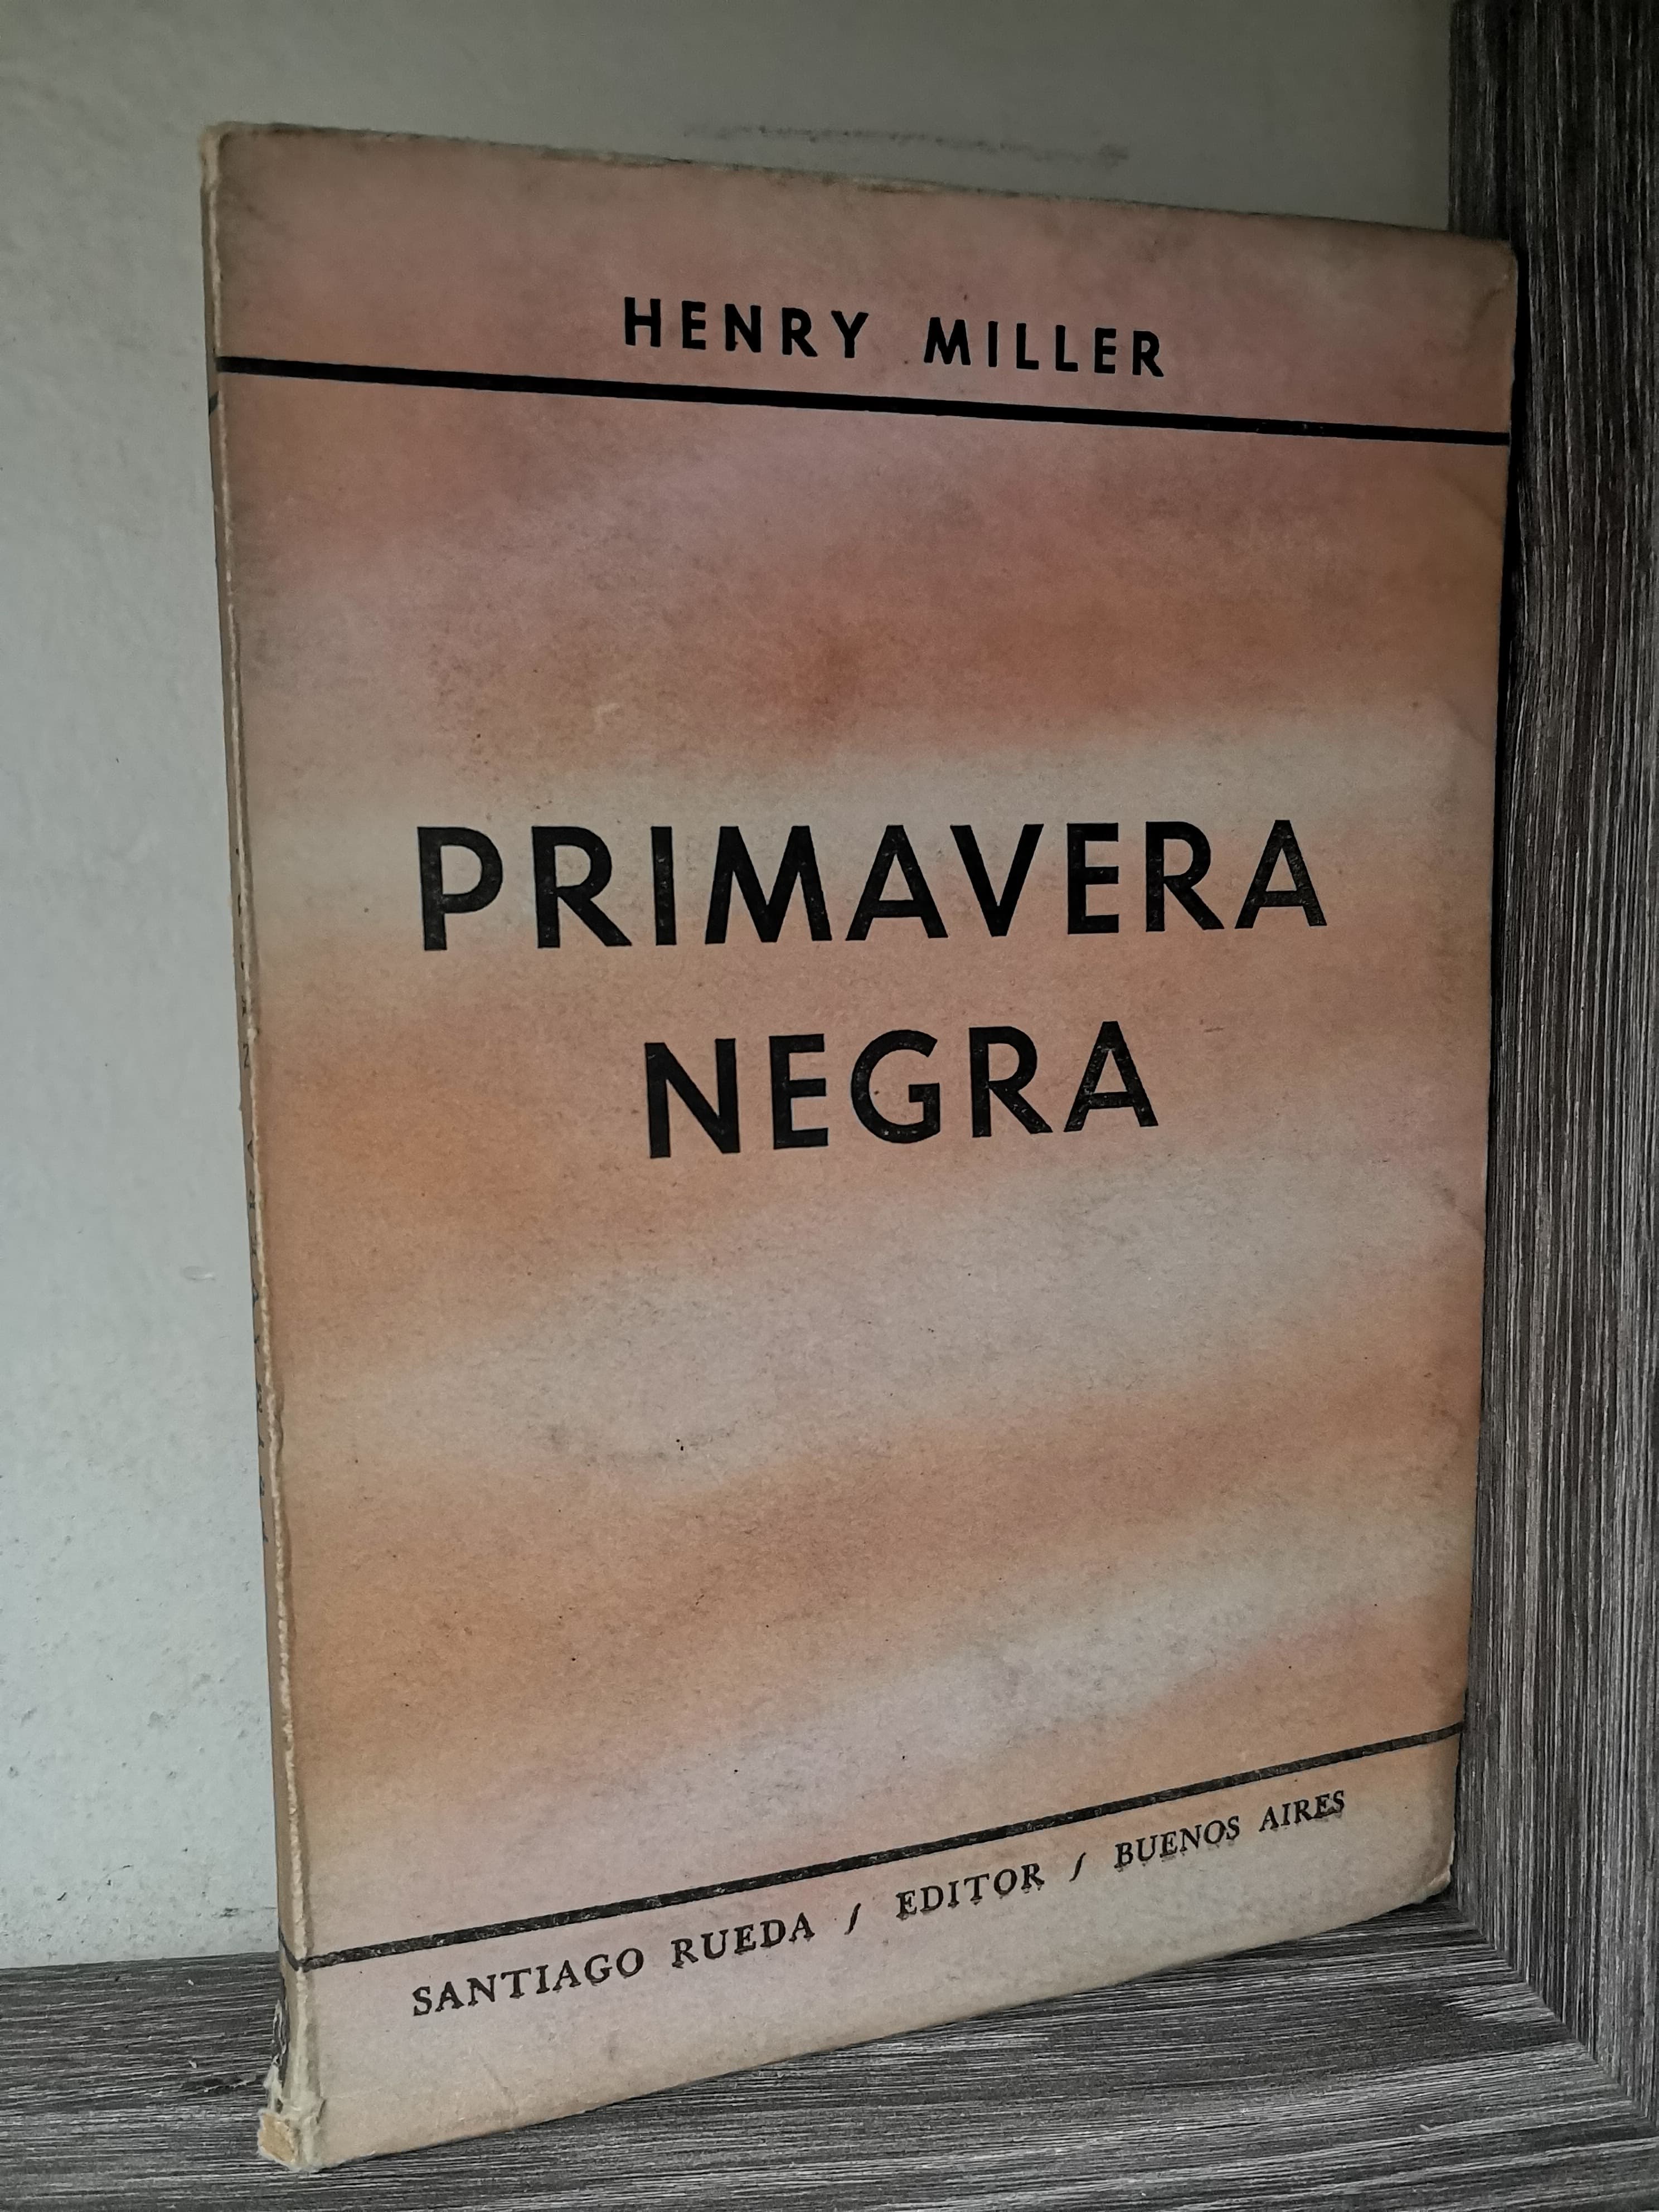 HENRY MILLER
PRIMAVERA
NEGRA
SANTIAGO RUEDA / EDITOR / BUENOS AIRES